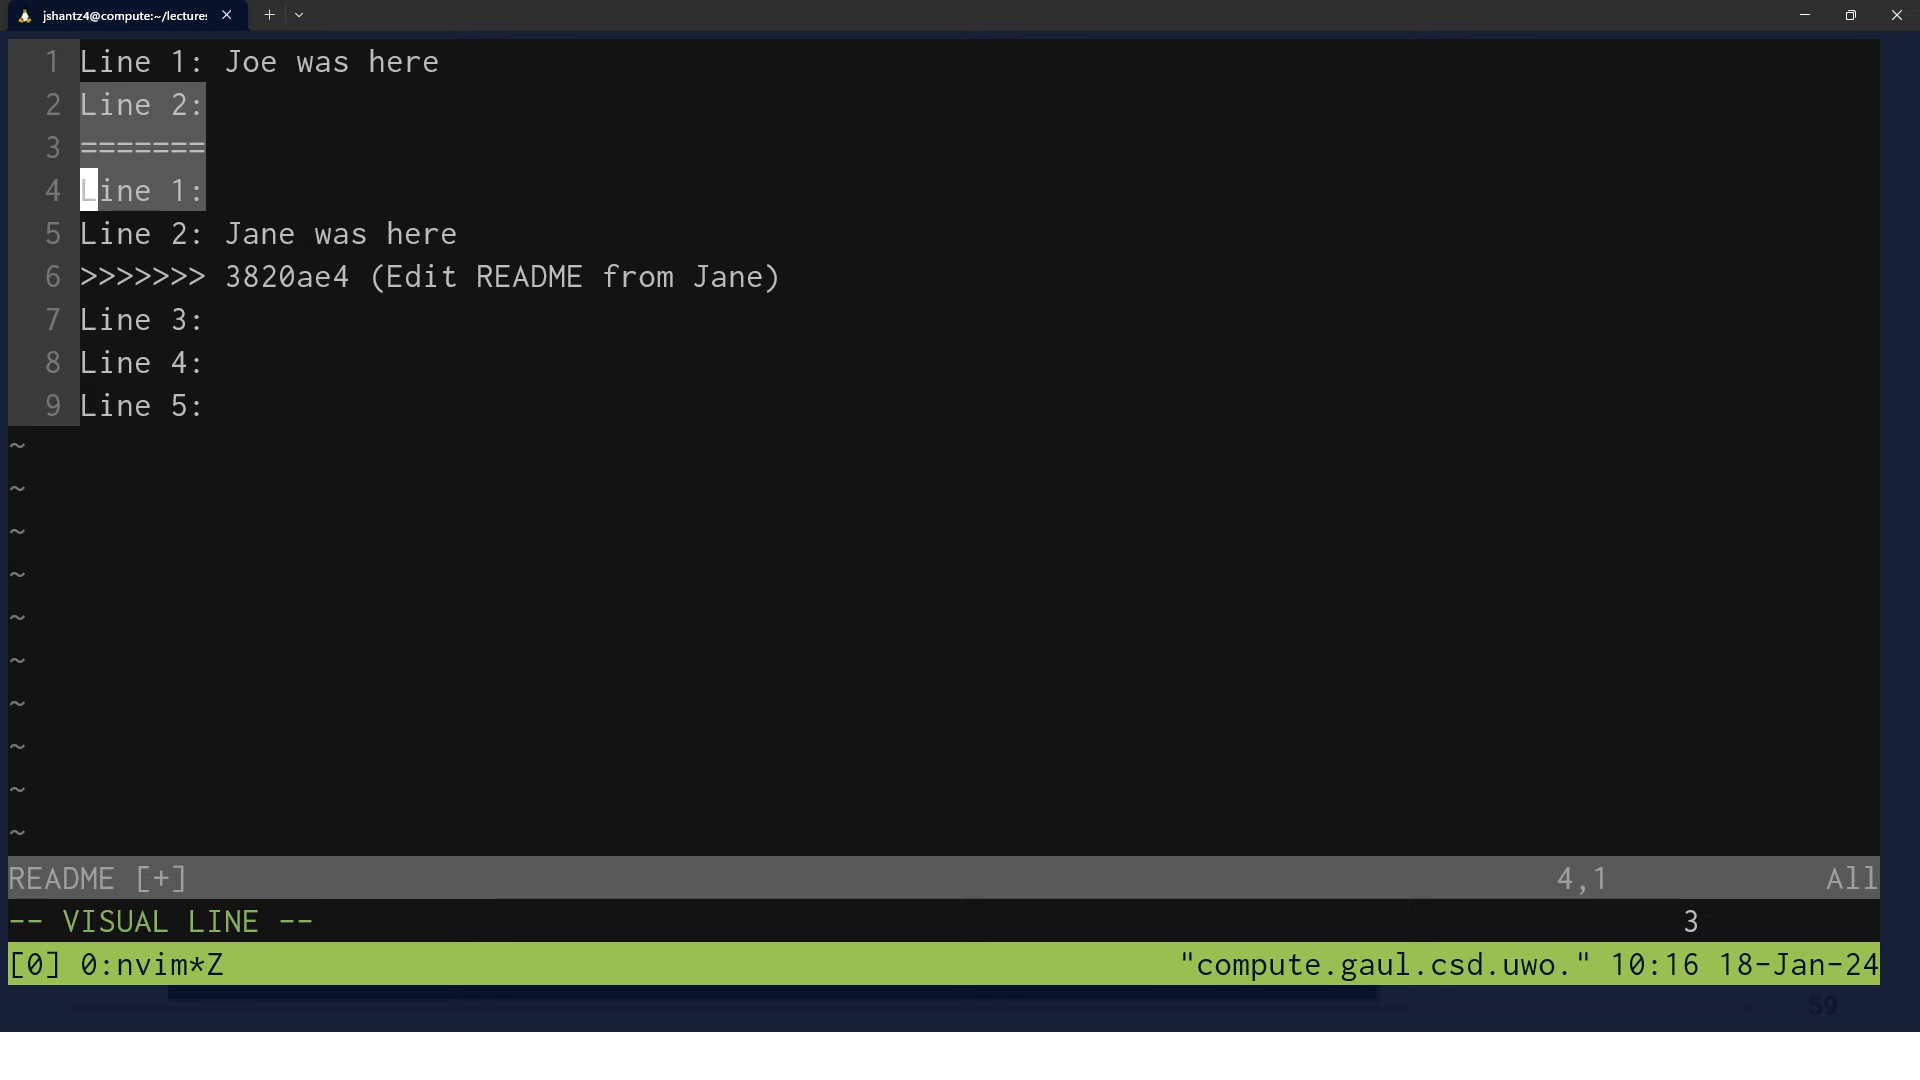 jshantz4@compute:~/lecture
1 Line 1: Joe was here
2 Line 2:
3 =======
4 Line 1:
5 Line 2: Jane was here
6 >>>>>>> 3820ae4 (Edit README from Jane)
7 Line 3:
8 Line 4:
9 Line 5:
~
~
~
~
~
~
~
~
~
~
README [+] 4,1 All
-- VISUAL LINE -- 3
[0] 0:nvim*Z "compute.gaul.csd.uwo." 10:16 18-Jan-24
59